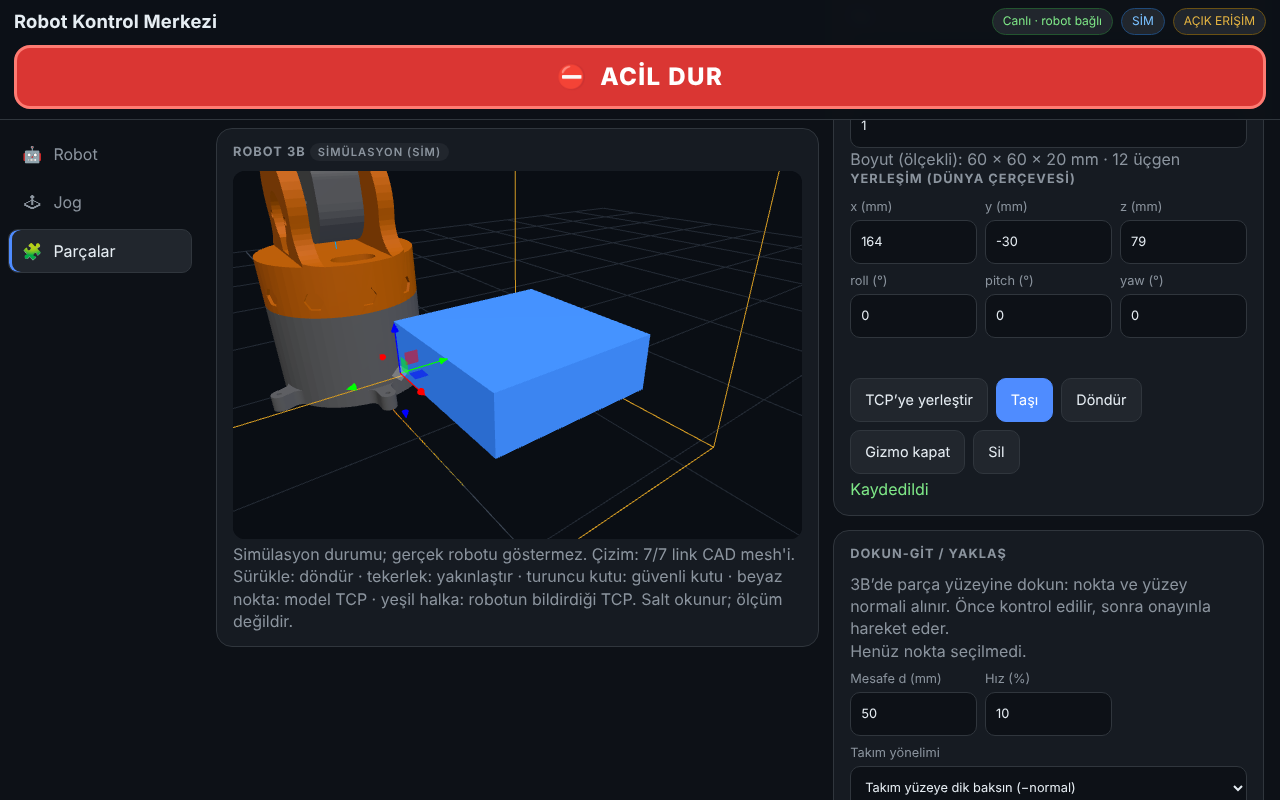 Robot Kontrol Merkezi
Canlı · robot bağlı
SİM
AÇIK ERİŞİM
ACİL DUR
Robot
Jog
Parçalar
ROBOT 3B
SİMÜLASYON (SİM)
Simülasyon durumu; gerçek robotu göstermez. Çizim: 7/7 link CAD mesh'i.
Sürükle: döndür · tekerlek: yakınlaştır · turuncu kutu: güvenli kutu · beyaz
nokta: model TCP · yeşil halka: robotun bildirdiği TCP. Salt okunur; ölçüm
değildir.
1
Boyut (ölçekli): 60 × 60 × 20 mm · 12 üçgen
YERLEŞİM (DÜNYA ÇERÇEVESİ)
x (mm) y (mm) z (mm)
164 -30 79
roll (°) pitch (°) yaw (°)
0 0 0
TCP’ye yerleştir Taşı Döndür
Gizmo kapat Sil
Kaydedildi
DOKUN-GİT / YAKLAŞ
3B’de parça yüzeyine dokun: nokta ve yüzey
normali alınır. Önce kontrol edilir, sonra onayınla
hareket eder.
Henüz nokta seçilmedi.
Mesafe d (mm) Hız (%)
50 10
Takım yönelimi
Takım yüzeye dik baksın (−normal)